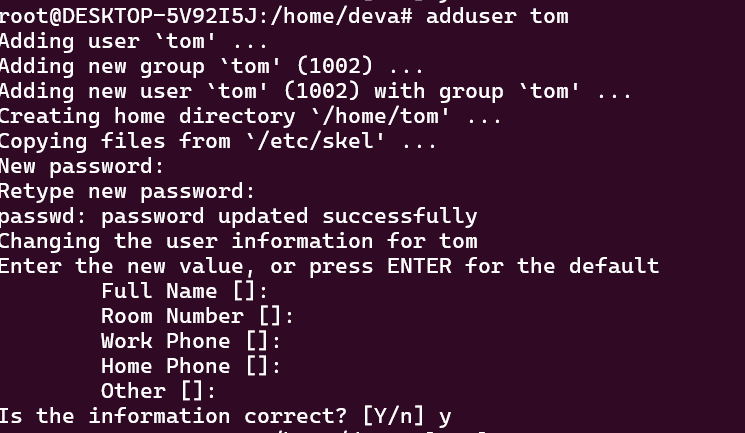 root@DESKTOP-5V92I5J:/home/deva# adduser tom
Adding user `tom' ...
Adding new group `tom' (1002) ...
Adding new user `tom' (1002) with group `tom' ...
Creating home directory `/home/tom' ...
Copying files from `/etc/skel' ...
New password:
Retype new password:
passwd: password updated successfully
Changing the user information for tom
Enter the new value, or press ENTER for the default
Full Name []:
Room Number []:
Work Phone []:
Home Phone []:
Other []:
Is the information correct? [Y/n] y